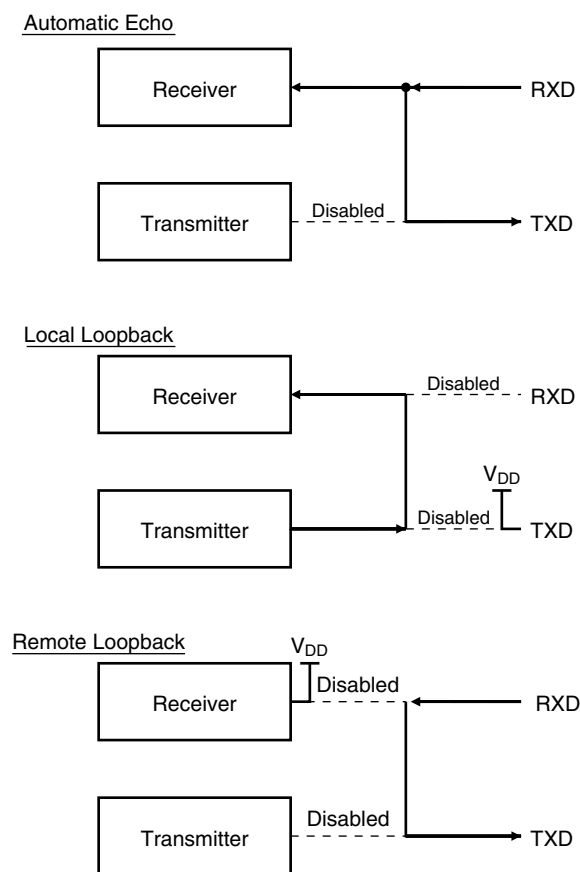 Automatic Echo
Receiver
RXD
Transmitter
Disabled
TXD
Local Loopback
Receiver
Disabled
RXD
VDD
Transmitter
Disabled
TXD
Remote Loopback
VDD
Receiver
Disabled
RXD
Transmitter
Disabled
TXD